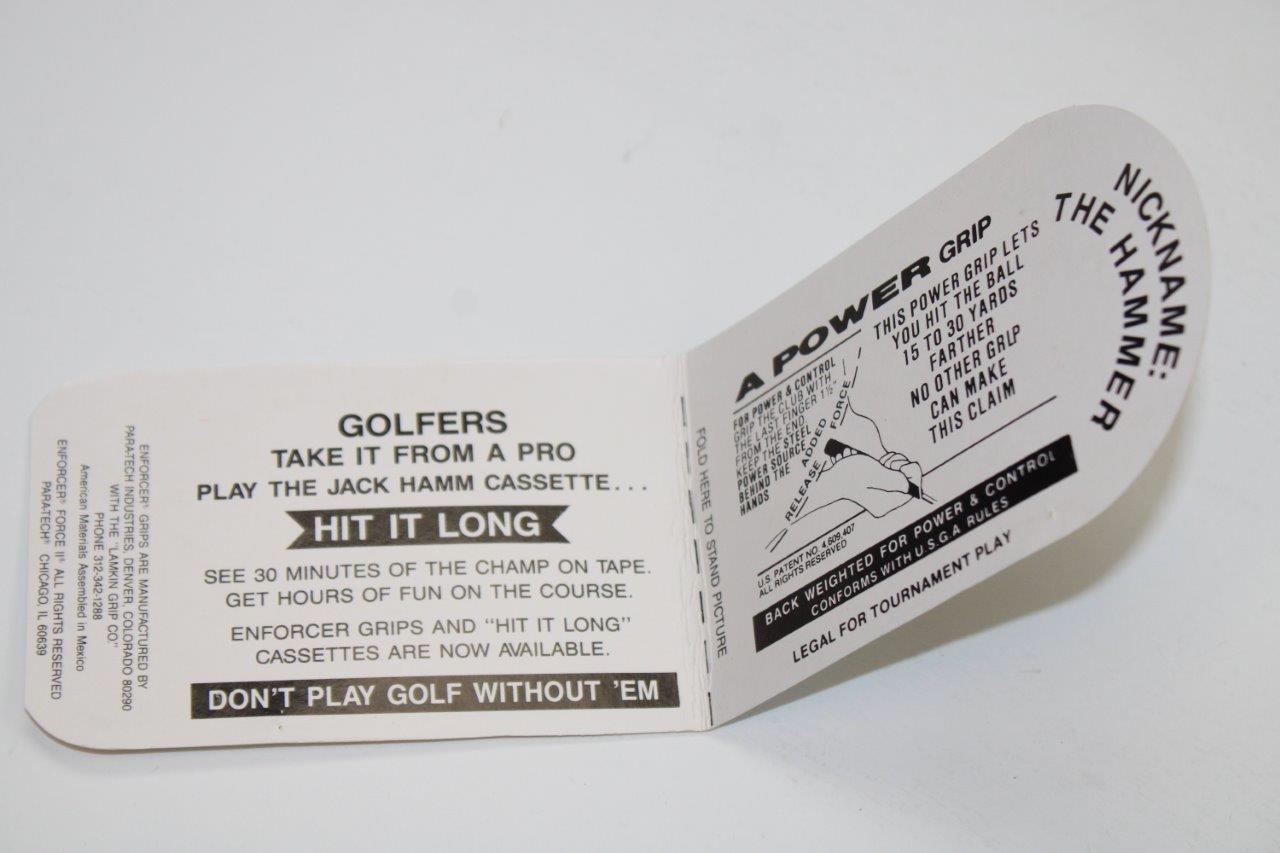 GOLFERS
TAKE IT FROM A PRO
PLAY THE JACK HAMM CASSETTE...
HIT IT LONG
SEE 30 MINUTES OF THE CHAMP ON TAPE.
GET HOURS OF FUN ON THE COURSE.
ENFORCER GRIPS AND "HIT IT LONG"
CASSETTES ARE NOW AVAILABLE.
DON'T PLAY GOLF WITHOUT 'EM
ENFORCER® GRIPS ARE MANUFACTURED BY
PARA-TECH INDUSTRIES, DENVER, COLORADO 80290
WITH THE "LAMKIN GRIP CO."
PHONE 312-342-1288
American Materials Assembled in Mexico
ENFORCER® FORCE II® ALL RIGHTS RESERVED
PARA-TECH® CHICAGO, IL 60639
FOLD HERE TO STAND PICTURE
NICKNAME:
THE HAMMER
A POWER GRIP
THIS POWER GRIP LETS
YOU HIT THE BALL
15 TO 30 YARDS
FARTHER
NO OTHER GRIP
CAN MAKE
THIS CLAIM
FOR POWER & CONTROL
GRIP THE CLUB WITH
THE LAST FINGER 1½"
FROM THE END
KEEP THE STEEL
POWER SOURCE
BEHIND THE
HANDS
RELEASE ADDED FORCE
U.S. PATENT NO. 4,609,407
ALL RIGHTS RESERVED
BACK WEIGHTED FOR POWER & CONTROL
CONFORMS WITH U.S.G.A. RULES
LEGAL FOR TOURNAMENT PLAY